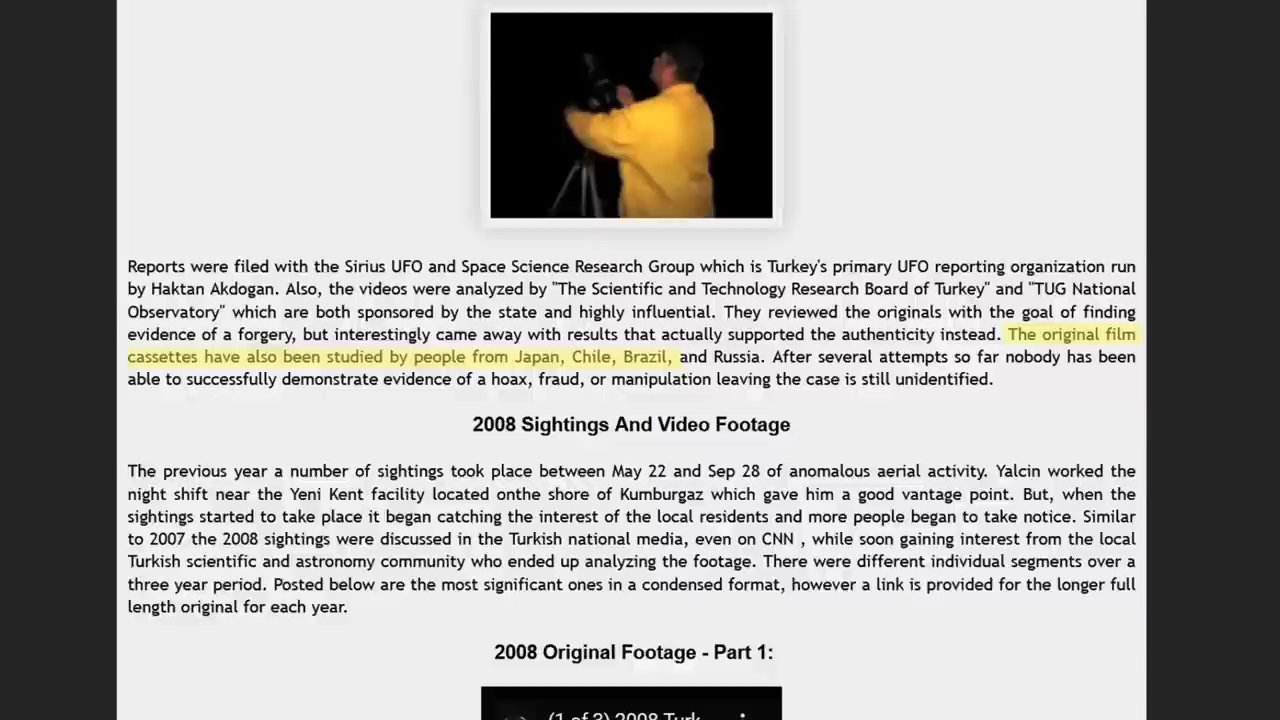 Reports were filed with the Sirius UFO and Space Science Research Group which is Turkey's primary UFO reporting organization run
by Haktan Akdogan. Also, the videos were analyzed by "The Scientific and Technology Research Board of Turkey" and "TUG National
Observatory" which are both sponsored by the state and highly influential. They reviewed the originals with the goal of finding
evidence of a forgery, but interestingly came away with results that actually supported the authenticity instead. The original film
cassettes have also been studied by people from Japan, Chile, Brazil, and Russia. After several attempts so far nobody has been
able to successfully demonstrate evidence of a hoax, fraud, or manipulation leaving the case is still unidentified.
2008 Sightings And Video Footage
The previous year a number of sightings took place between May 22 and Sep 28 of anomalous aerial activity. Yalcin worked the
night shift near the Yeni Kent facility located onthe shore of Kumburgaz which gave him a good vantage point. But, when the
sightings started to take place it began catching the interest of the local residents and more people began to take notice. Similar
to 2007 the 2008 sightings were discussed in the Turkish national media, even on CNN , while soon gaining interest from the local
Turkish scientific and astronomy community who ended up analyzing the footage. There were different individual segments over a
three year period. Posted below are the most significant ones in a condensed format, however a link is provided for the longer full
length original for each year.
2008 Original Footage - Part 1:
(1 of 3) 2008 Turk...